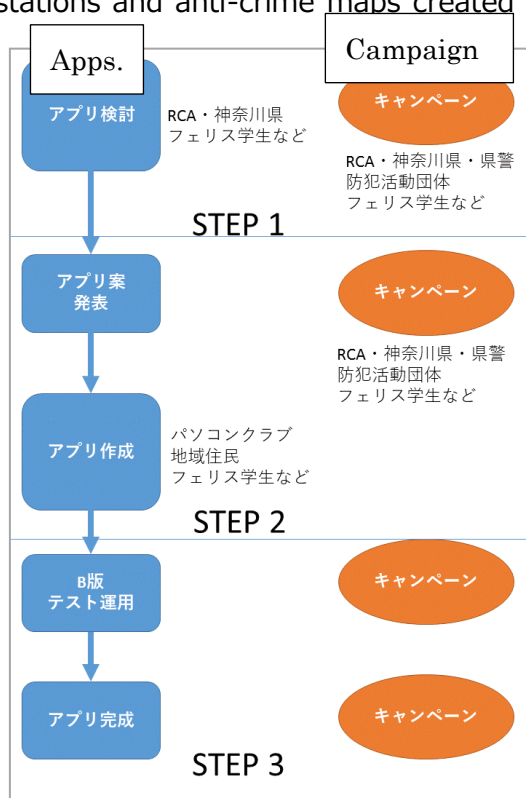 stations and anti-crime maps created
Apps.
Campaign
アプリ検討
RCA・神奈川県
フェリス学生など
キャンペーン
RCA・神奈川県・県警
防犯活動団体
フェリス学生など
STEP 1
アプリ案
発表
キャンペーン
RCA・神奈川県・県警
防犯活動団体
フェリス学生など
アプリ作成
パソコンクラブ
地域住民
フェリス学生など
STEP 2
B版
テスト運用
キャンペーン
アプリ完成
キャンペーン
STEP 3